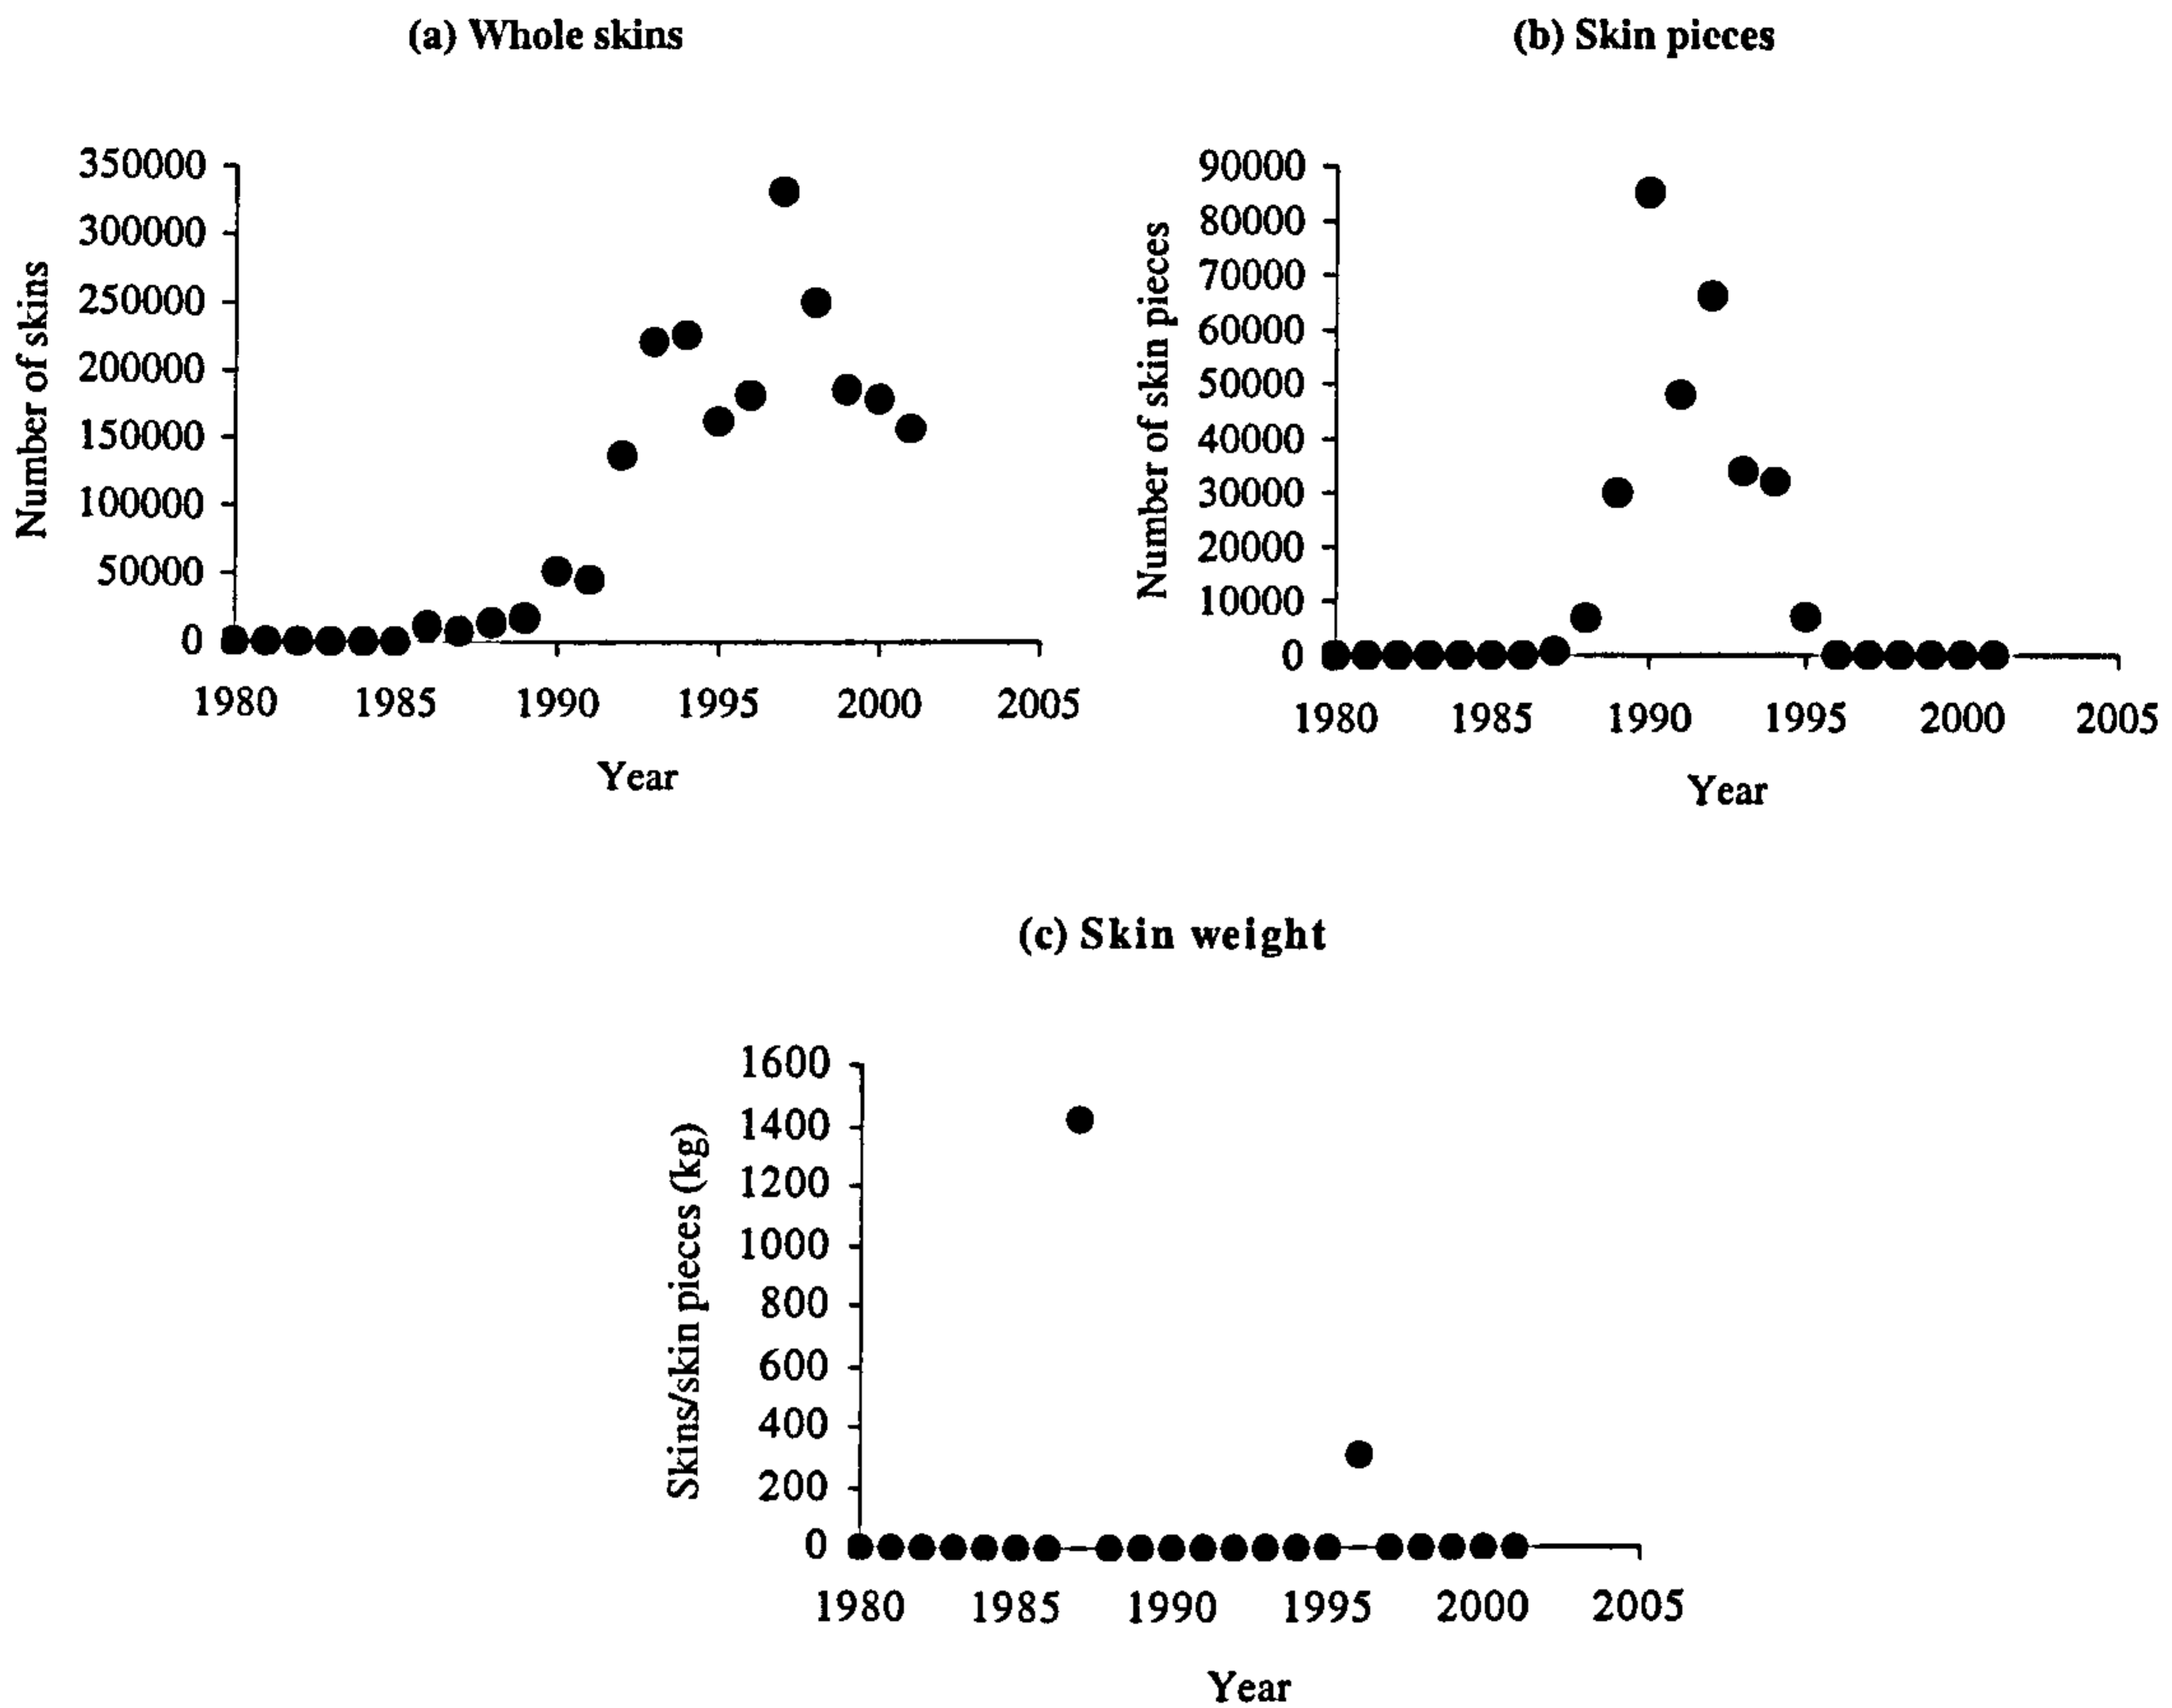 (a) Whole skins
350000
300000
250000
200000
150000
100000
50000
0
Number of skins
1980 1985 1990 1995 2000 2005
Year
(b) Skin picces
90000
80000
70000
60000
50000
40000
30000
20000
10000
0
Number of skin pieces
1980 1985 1990 1995 2000 2005
Year
(c) Skin weight
1600
1400
1200
1000
800
600
400
200
0
Skins/skin pieces (kg)
1980 1985 1990 1995 2000 2005
Year